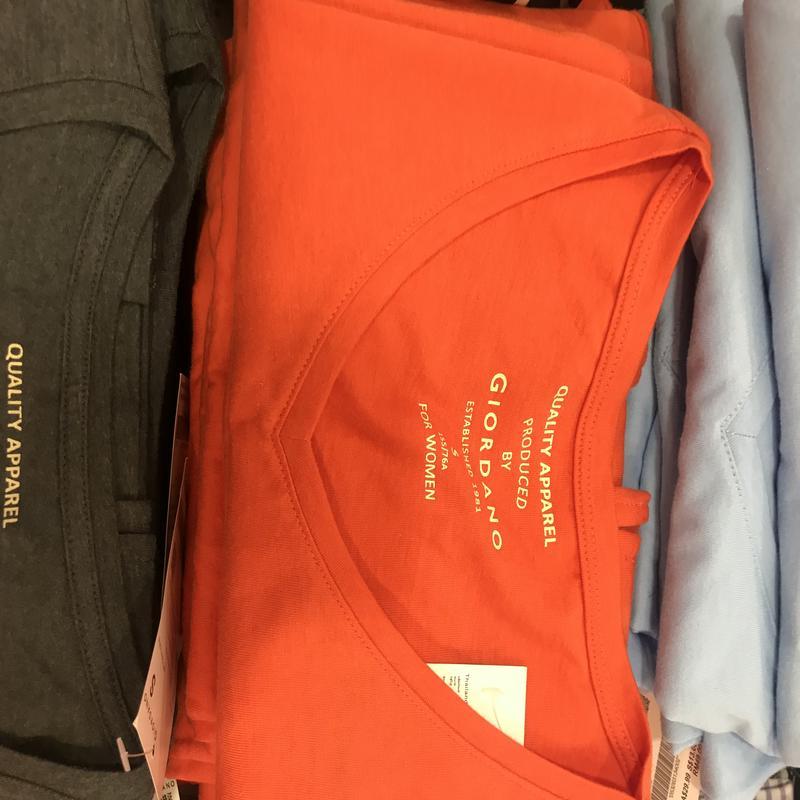 QUALITY APPAREL
QUALITY APPAREL
PRODUCED
BY
GIORDANO
ESTABLISHED 1981
S
155/76A
FOR WOMEN